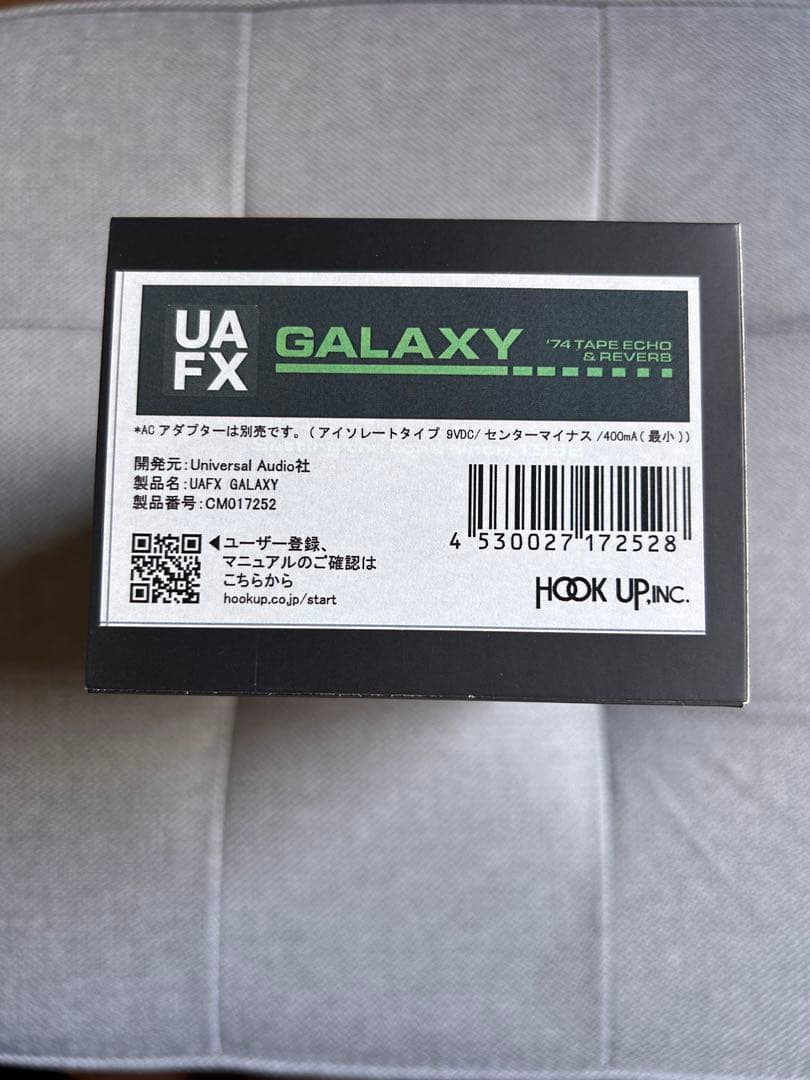 UA
FX
GALAXY
'74 TAPE ECHO
& REVERB
*AC アダプターは別売です。(アイソレートタイプ 9VDC/センターマイナス/400mA(最小))
開発元:Universal Audio社
製品名:UAFX GALAXY
製品番号:CM017252
◀ユーザー登録、
マニュアルのご確認は
こちらから
hookup.co.jp/start
4 530027 172528
HOOK UP,INC.